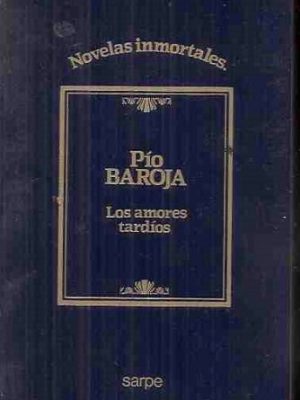 Novelas inmortales.
Pío
BAROJA
Los amores
tardíos
sarpe